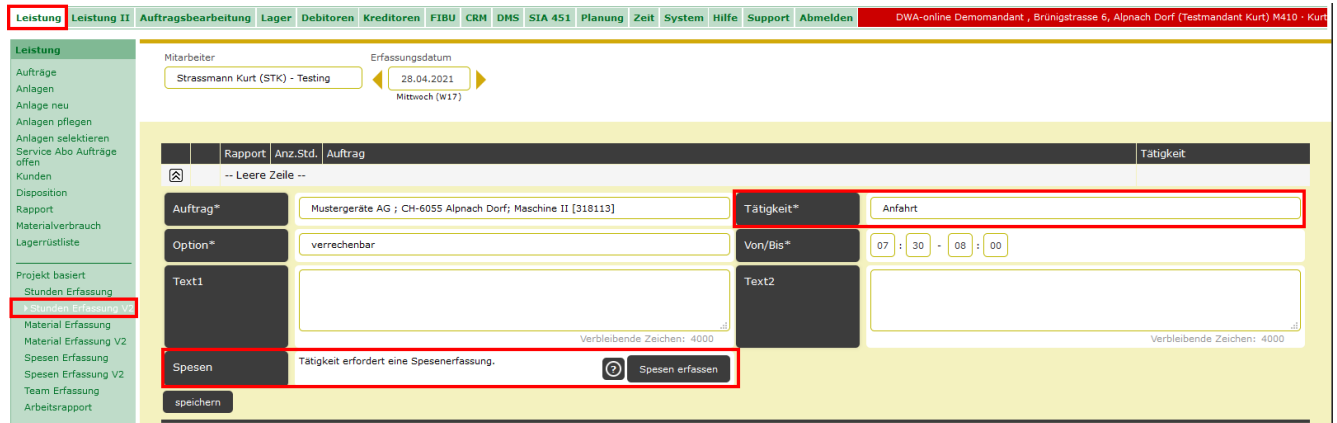 Leistung Leistung II Auftragsbearbeitung Lager Debitoren Kreditoren FIBU CRM DMS SIA 451 Planung Zeit System Hilfe Support Abmelden DWA-online Demomandant , Brünigstrasse 6, Alpnach Dorf (Testmandant Kurt) M410 - Kurt
Leistung
Aufträge
Anlagen
Anlage neu
Anlagen pflegen
Anlagen selektieren
Service Abo Aufträge
offen
Kunden
Disposition
Rapport
Materialverbrauch
Lagerrüstliste
Projekt basiert
Stunden Erfassung
Stunden Erfassung V2
Material Erfassung
Material Erfassung V2
Spesen Erfassung
Spesen Erfassung V2
Team Erfassung
Arbeitsrapport
Mitarbeiter Erfassungsdatum
Strassmann Kurt (STK) - Testing 28.04.2021
Mittwoch (W17)
Rapport Anz.Std. Auftrag Tätigkeit
-- Leere Zeile --
Auftrag* Mustergeräte AG ; CH-6055 Alpnach Dorf; Maschine II [318113] Tätigkeit* Anfahrt
Option* verrechenbar Von/Bis* 07 : 30 - 08 : 00
Text1 Text2
Verbleibende Zeichen: 4000 Verbleibende Zeichen: 4000
Spesen Tätigkeit erfordert eine Spesenerfassung. ? Spesen erfassen
speichern